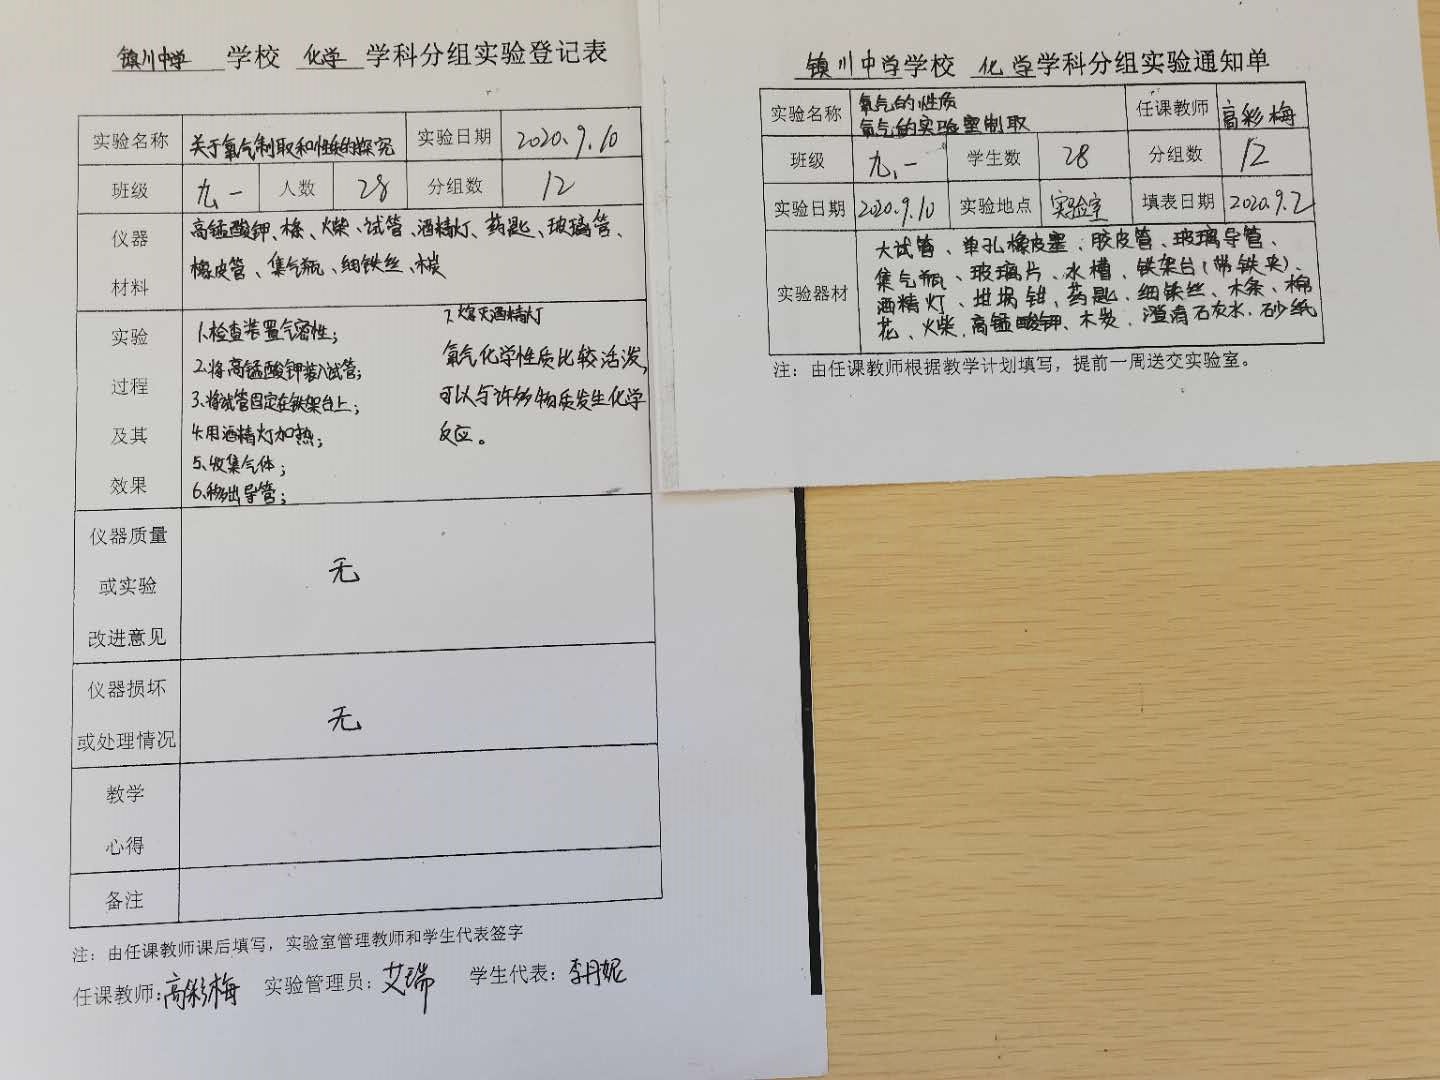 镇川中学 学校 化学 学科分组实验登记表
实验名称 关于氧气制取和性质的探究 实验日期 2020.9.10
班级 九.一 人数 28 分组数 12
仪器材料 高锰酸钾、木条、火柴、试管、酒精灯、药匙、玻璃管、
橡皮管、集气瓶、细铁丝、木炭
实验过程及其效果
1.检查装置气密性；
2.将高锰酸钾装入试管；
3.将试管固定在铁架台上；
4.用酒精灯加热；
5.收集气体；
6.移出导管；
7.熄灭酒精灯
氧气化学性质比较活泼，
可以与许多物质发生化学
反应。
仪器质量或实验改进意见 无
仪器损坏或处理情况 无
教学心得
备注
注：由任课教师课后填写，实验室管理教师和学生代表签字
任课教师：高彩梅 实验管理员：艾瑞 学生代表：李月妮
镇川中学学校 化学学科分组实验通知单
实验名称 氧气的性质
氧气的实验室制取 任课教师 高彩梅
班级 九.一 学生数 28 分组数 12
实验日期 2020.9.10 实验地点 实验室 填表日期 2020.9.2
实验器材 大试管、单孔橡皮塞、胶皮管、玻璃导管、
集气瓶、玻璃片、水槽、铁架台(带铁夹)、
酒精灯、坩埚钳、药匙、细铁丝、木条、棉
花、火柴、高锰酸钾、木炭、澄清石灰水、砂纸
注：由任课教师根据教学计划填写，提前一周送交实验室。